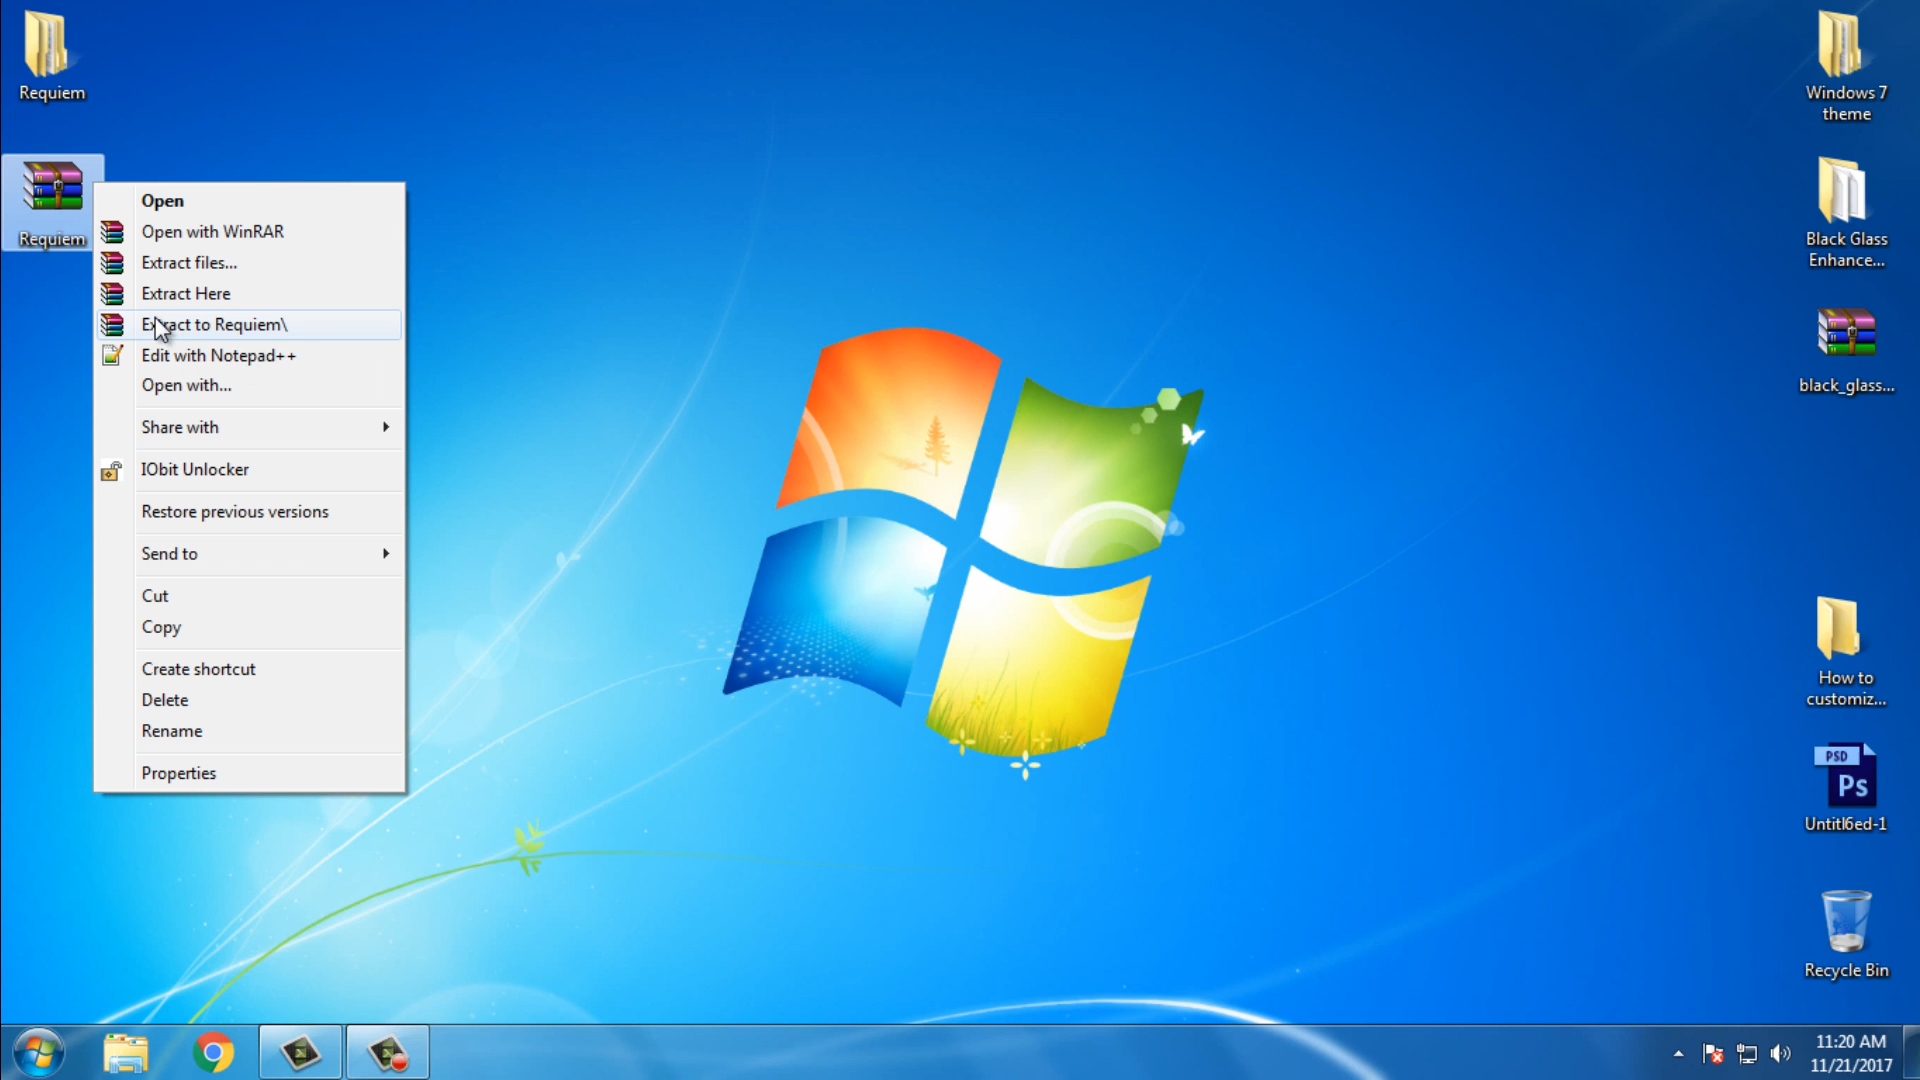 Requiem
Requiem
Open
Open with WinRAR
Extract files...
Extract Here
Extract to Requiem\
Edit with Notepad++
Open with...
Share with
IObit Unlocker
Restore previous versions
Send to
Cut
Copy
Create shortcut
Delete
Rename
Properties
Windows 7
theme
Black Glass
Enhance...
black_glass...
How to
customiz...
PSD
Ps
Untitl6ed-1
Recycle Bin
11:20 AM
11/21/2017